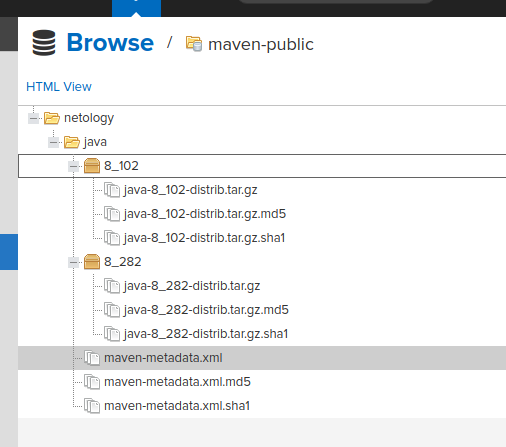 Browse / maven-public
HTML View
netology
java
8_102
java-8_102-distrib.tar.gz
java-8_102-distrib.tar.gz.md5
java-8_102-distrib.tar.gz.sha1
8_282
java-8_282-distrib.tar.gz
java-8_282-distrib.tar.gz.md5
java-8_282-distrib.tar.gz.sha1
maven-metadata.xml
maven-metadata.xml.md5
maven-metadata.xml.sha1